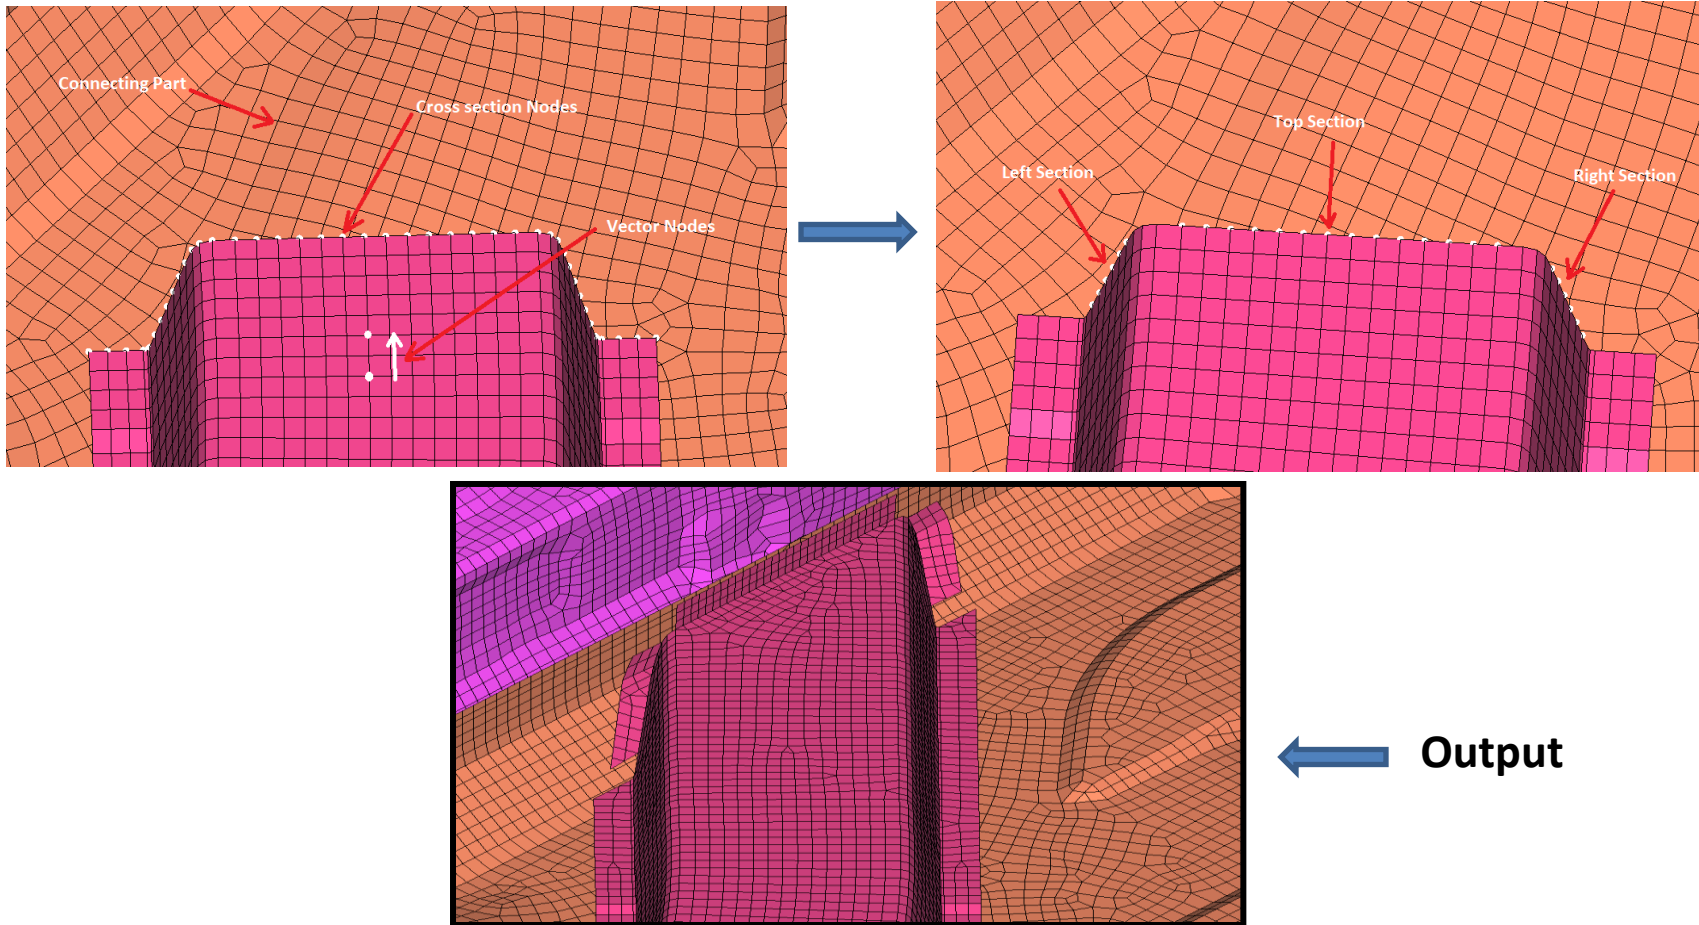 Connecting Part
Cross section Nodes
Vector Nodes
Top Section
Left Section
Right Section
Output